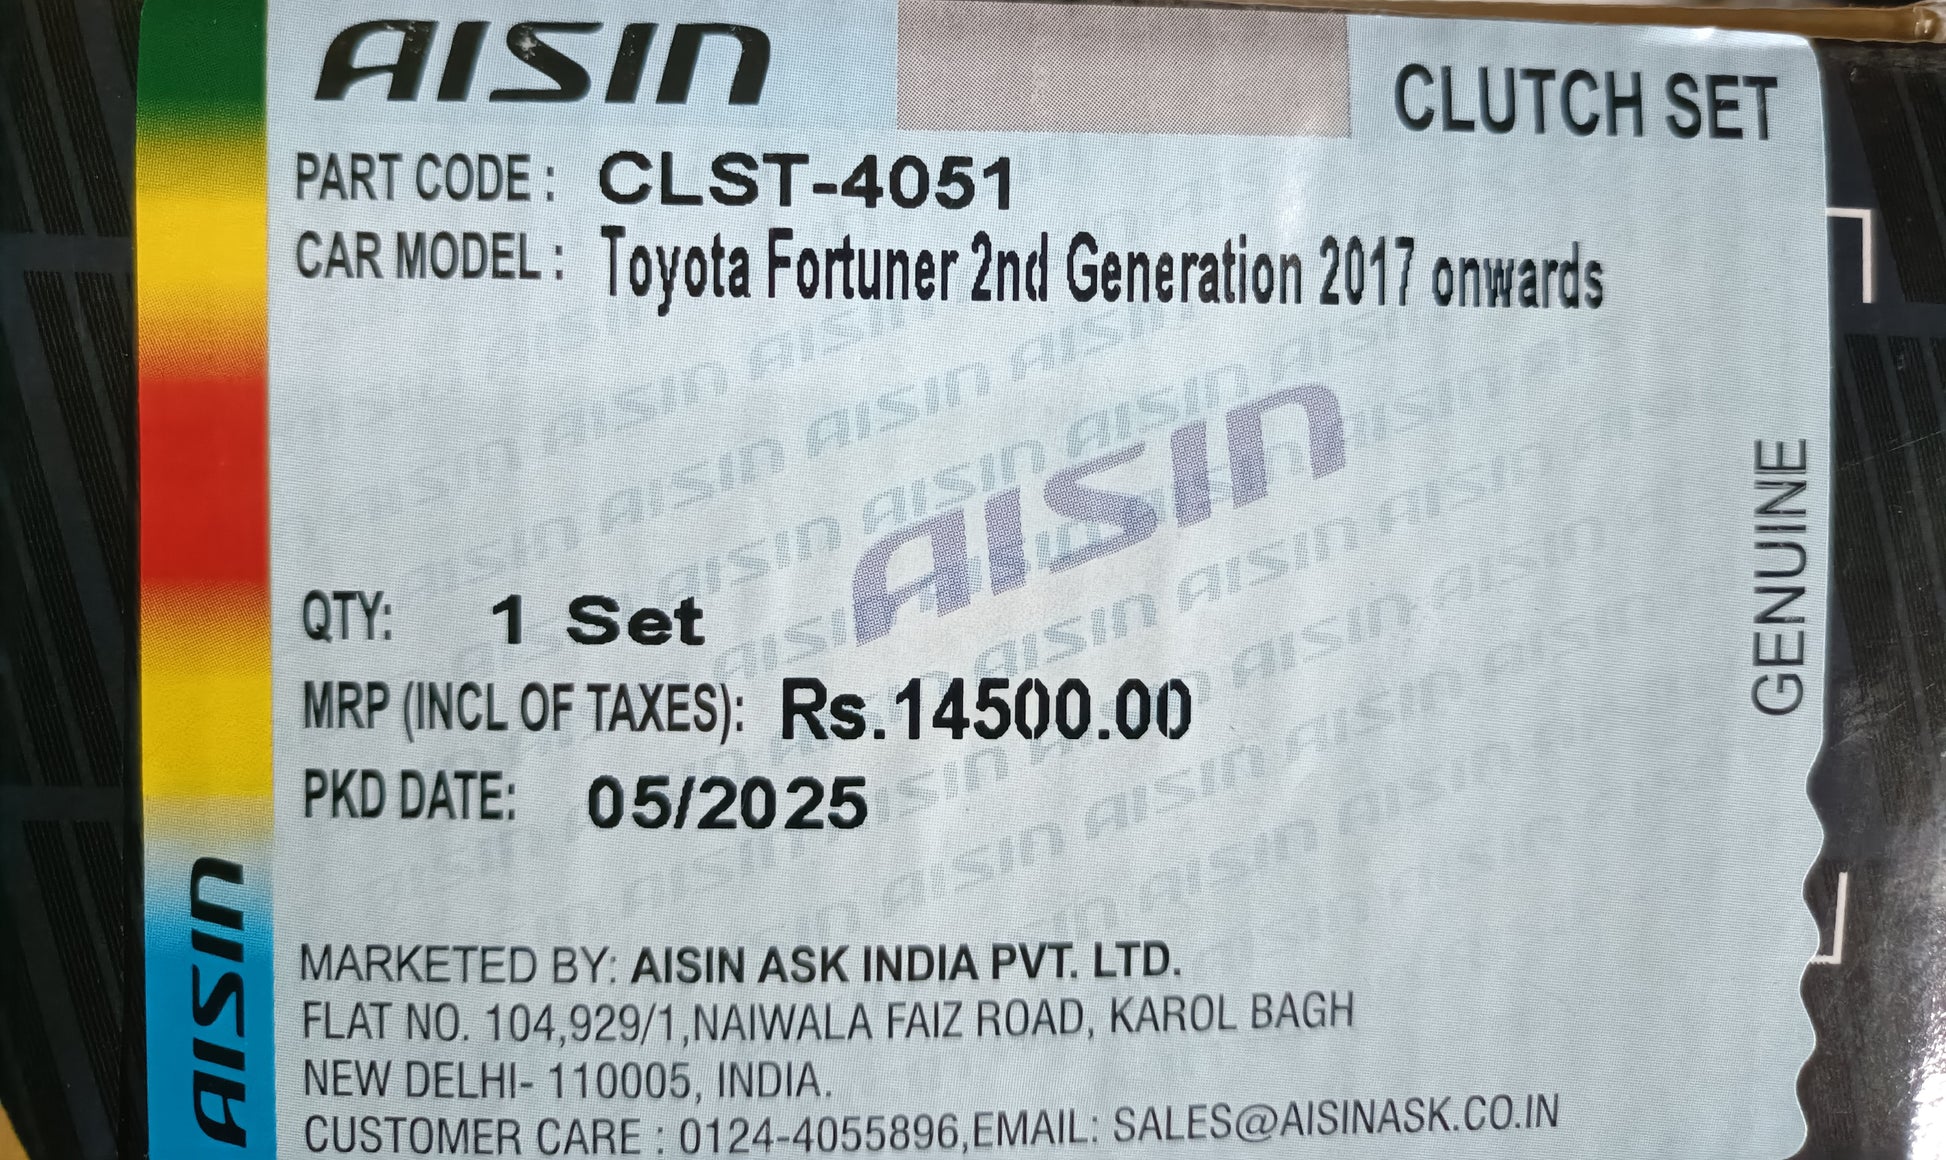 AISIN
CLUTCH SET
PART CODE : CLST-4051
CAR MODEL : Toyota Fortuner 2nd Generation 2017 onwards
AISIN
GENUINE
QTY: 1 Set
MRP (INCL OF TAXES): Rs.14500.00
PKD DATE: 05/2025
AISIN
MARKETED BY: AISIN ASK INDIA PVT. LTD.
FLAT NO. 104,929/1,NAIWALA FAIZ ROAD, KAROL BAGH
NEW DELHI- 110005, INDIA.
CUSTOMER CARE : 0124-4055896,EMAIL: SALES@AISINASK.CO.IN